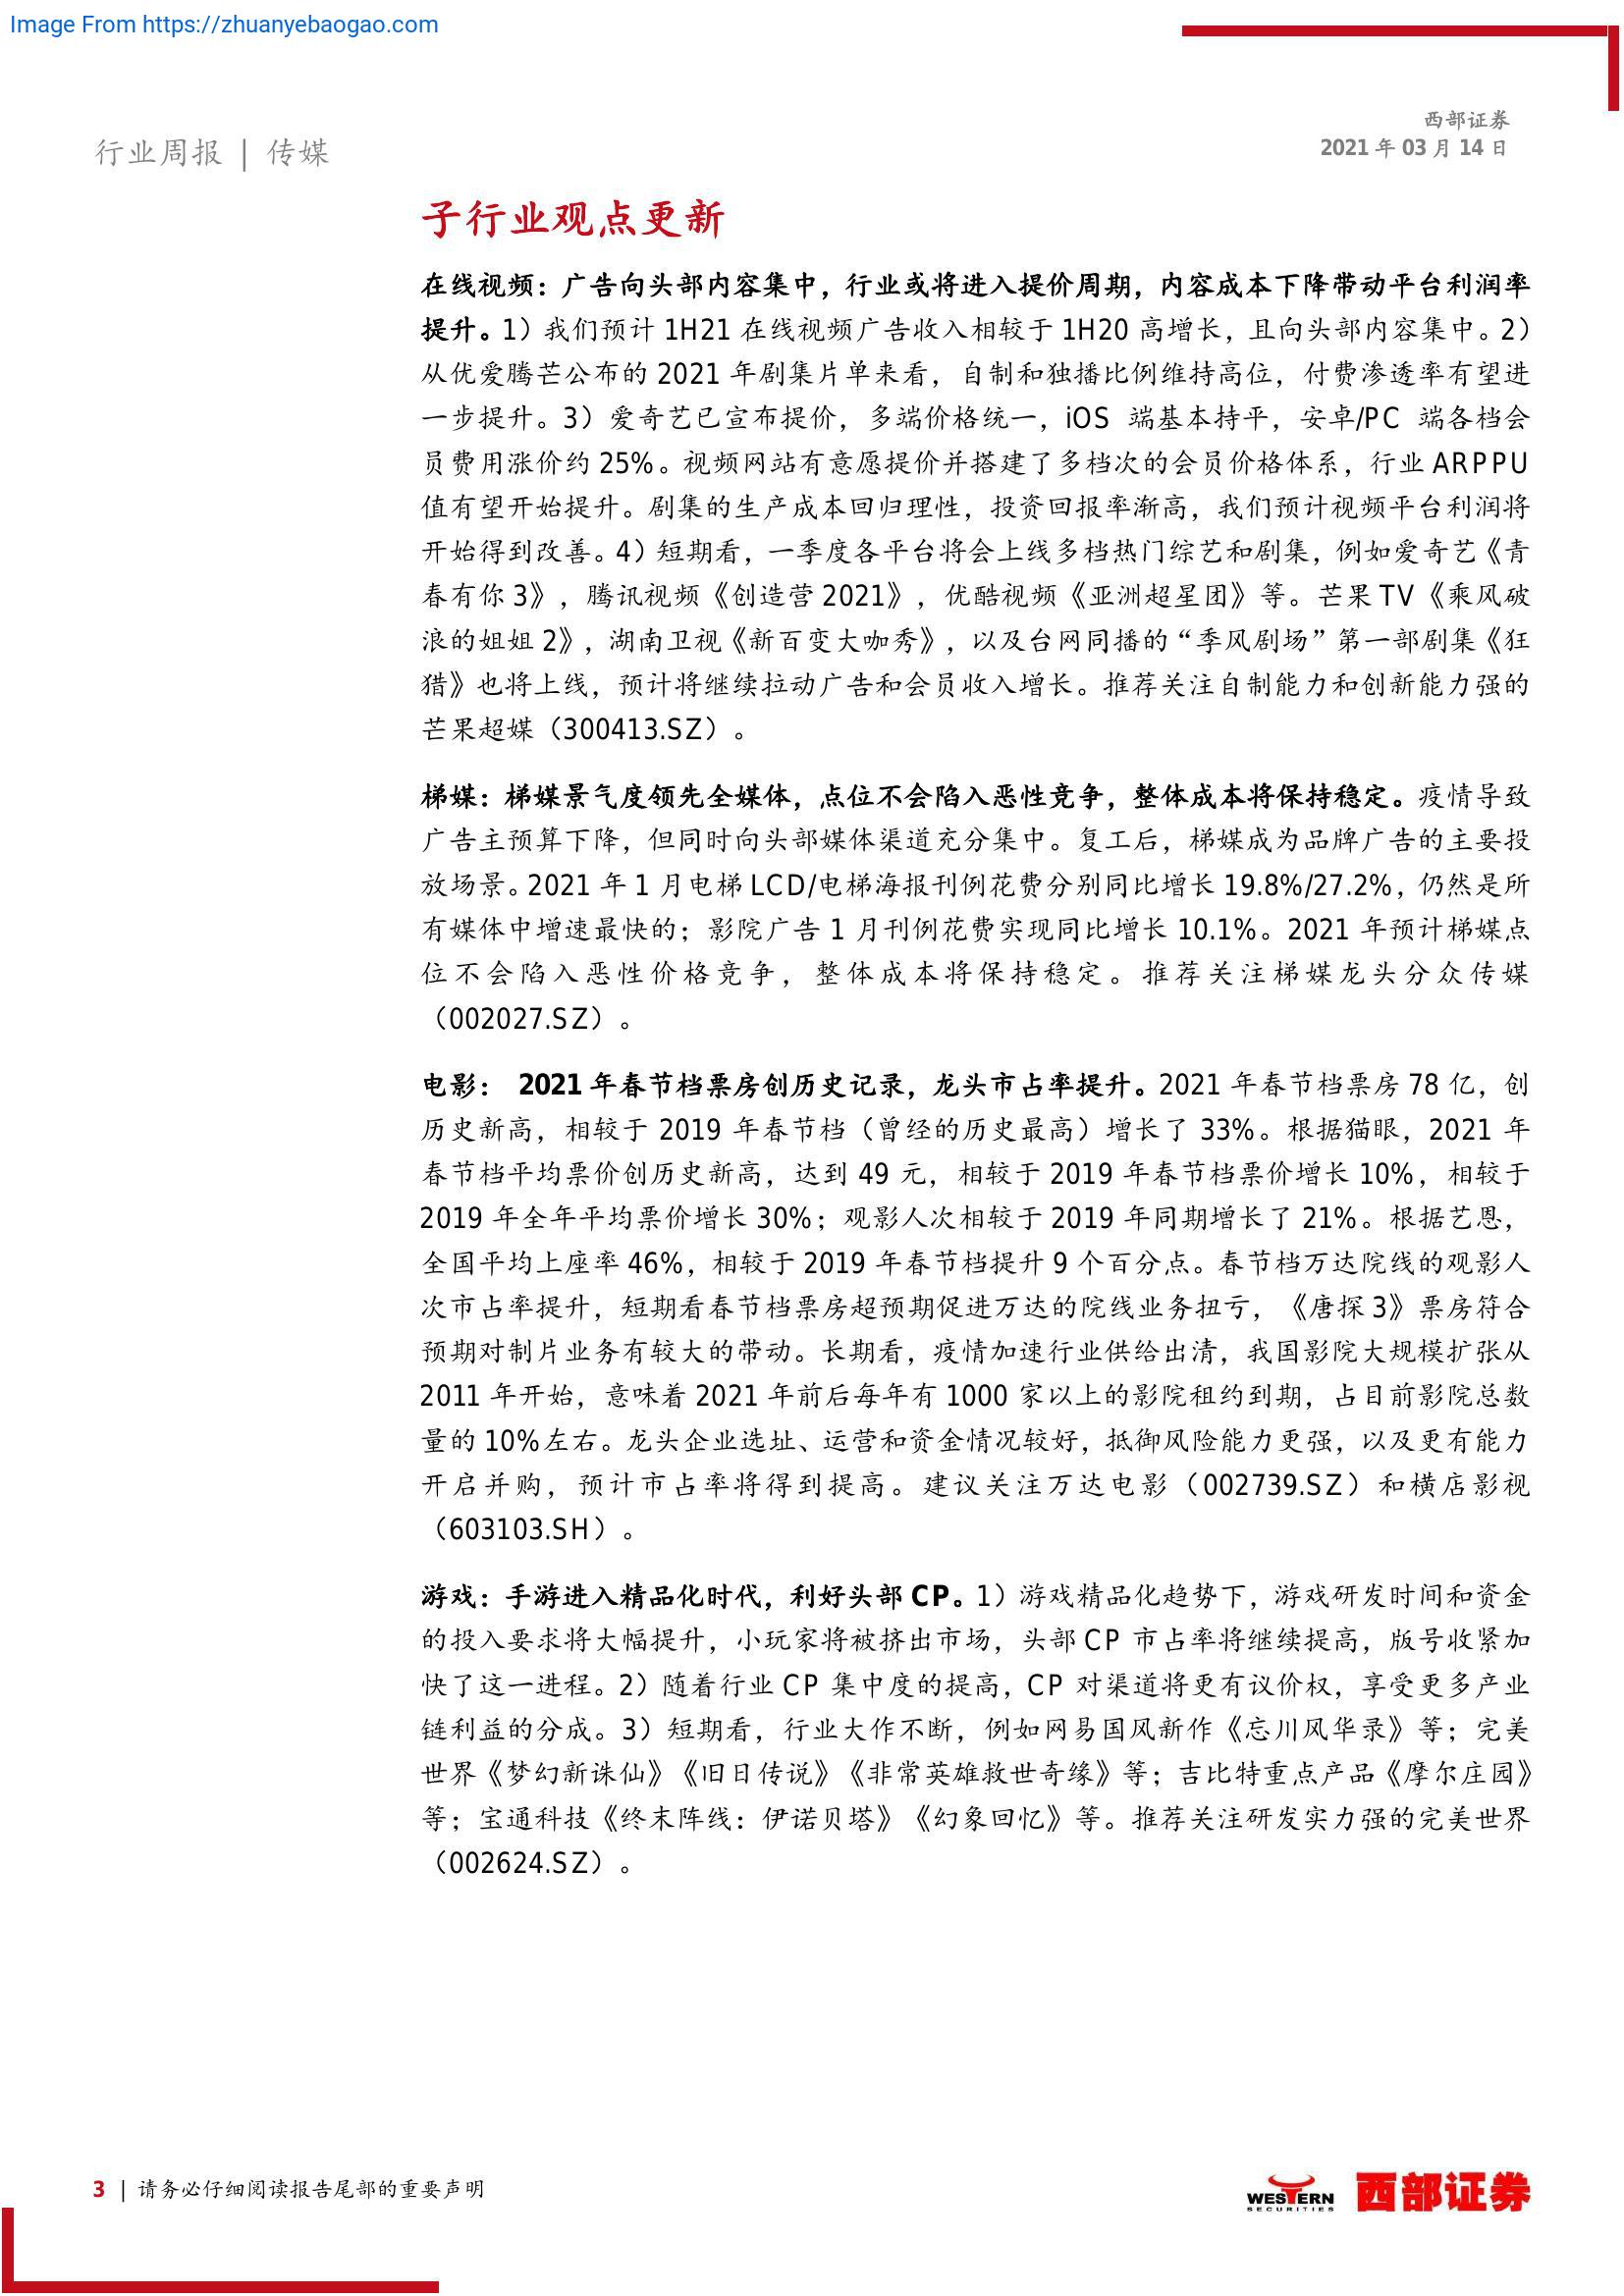 Image From https://zhuanyebaogao.com
西部证券
行业周报 | 传媒
2021 年 03 月 14 日
子行业观点更新
在线视频：广告向头部内容集中，行业或将进入提价周期，内容成本下降带动平台利润率
提升。1）我们预计 1H21 在线视频广告收入相较于 1H20 高增长，且向头部内容集中。2）
从优爱腾芒公布的 2021 年剧集片单来看，自制和独播比例维持高位，付费渗透率有望进
一步提升。3）爱奇艺已宣布提价，多端价格统一，iOS 端基本持平，安卓/PC 端各档会
员费用涨价约 25%。视频网站有意愿提价并搭建了多档次的会员价格体系，行业 ARPPU
值有望开始提升。剧集的生产成本回归理性，投资回报率渐高，我们预计视频平台利润将
开始得到改善。4）短期看，一季度各平台将会上线多档热门综艺和剧集，例如爱奇艺《青
春有你 3》，腾讯视频《创造营 2021》，优酷视频《亚洲超星团》等。芒果 TV《乘风破
浪的姐姐 2》，湖南卫视《新百变大咖秀》，以及台网同播的“季风剧场”第一部剧集《狂
猎》也将上线，预计将继续拉动广告和会员收入增长。推荐关注自制能力和创新能力强的
芒果超媒（300413.SZ）。
梯媒：梯媒景气度领先全媒体，点位不会陷入恶性竞争，整体成本将保持稳定。疫情导致
广告主预算下降，但同时向头部媒体渠道充分集中。复工后，梯媒成为品牌广告的主要投
放场景。2021 年 1 月电梯 LCD/电梯海报刊例花费分别同比增长 19.8%/27.2%，仍然是所
有媒体中增速最快的；影院广告 1 月刊例花费实现同比增长 10.1%。2021 年预计梯媒点
位不会陷入恶性价格竞争，整体成本将保持稳定。推荐关注梯媒龙头分众传媒
（002027.SZ）。
电影： 2021 年春节档票房创历史记录，龙头市占率提升。2021 年春节档票房 78 亿，创
历史新高，相较于 2019 年春节档（曾经的历史最高）增长了 33%。根据猫眼，2021 年
春节档平均票价创历史新高，达到 49 元，相较于 2019 年春节档票价增长 10%，相较于
2019 年全年平均票价增长 30%；观影人次相较于 2019 年同期增长了 21%。根据艺恩，
全国平均上座率 46%，相较于 2019 年春节档提升 9 个百分点。春节档万达院线的观影人
次市占率提升，短期看春节档票房超预期促进万达的院线业务扭亏，《唐探 3》票房符合
预期对制片业务有较大的带动。长期看，疫情加速行业供给出清，我国影院大规模扩张从
2011 年开始，意味着 2021 年前后每年有 1000 家以上的影院租约到期，占目前影院总数
量的 10%左右。龙头企业选址、运营和资金情况较好，抵御风险能力更强，以及更有能力
开启并购，预计市占率将得到提高。建议关注万达电影（002739.SZ）和横店影视
（603103.SH）。
游戏：手游进入精品化时代，利好头部 CP。1）游戏精品化趋势下，游戏研发时间和资金
的投入要求将大幅提升，小玩家将被挤出市场，头部 CP 市占率将继续提高，版号收紧加
快了这一进程。2）随着行业 CP 集中度的提高，CP 对渠道将更有议价权，享受更多产业
链利益的分成。3）短期看，行业大作不断，例如网易国风新作《忘川风华录》等；完美
世界《梦幻新诛仙》《旧日传说》《非常英雄救世奇缘》等；吉比特重点产品《摩尔庄园》
等；宝通科技《终末阵线：伊诺贝塔》《幻象回忆》等。推荐关注研发实力强的完美世界
（002624.SZ）。
3 | 请务必仔细阅读报告尾部的重要声明
WESTERN
SECURITIES
西部证券